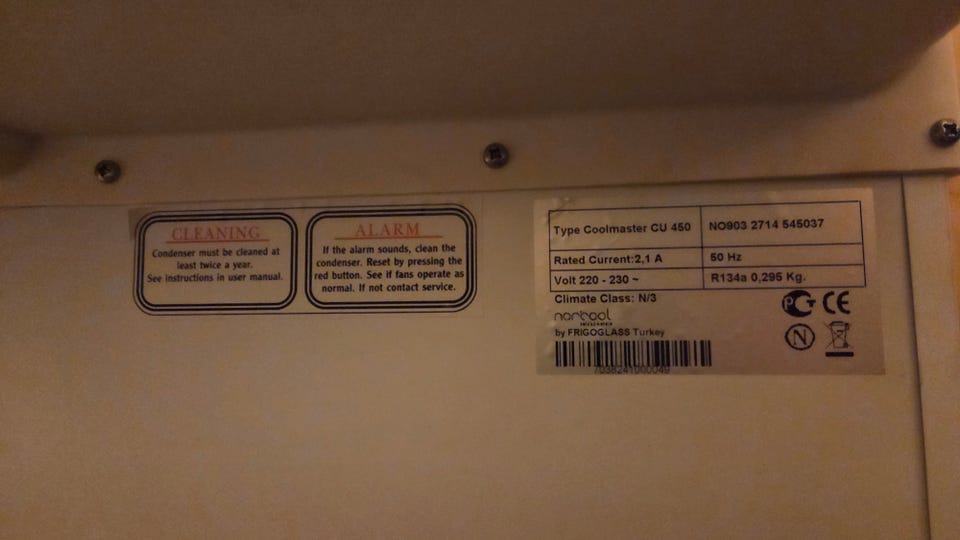 CLEANING
Condenser must be cleaned at
least twice a year.
See instructions in user manual.
ALARM
If the alarm sounds, clean the
condenser. Reset by pressing the
red button. See if fans operate as
normal. If not contact service.
Type Coolmaster CU 450
NO903 2714 545037
Rated Current:2,1 A
50 Hz
Volt 220 - 230 ~
R134a 0,295 Kg.
Climate Class: N/3
norcool
by FRIGOGLASS Turkey
7038241000049
PCT CE
N